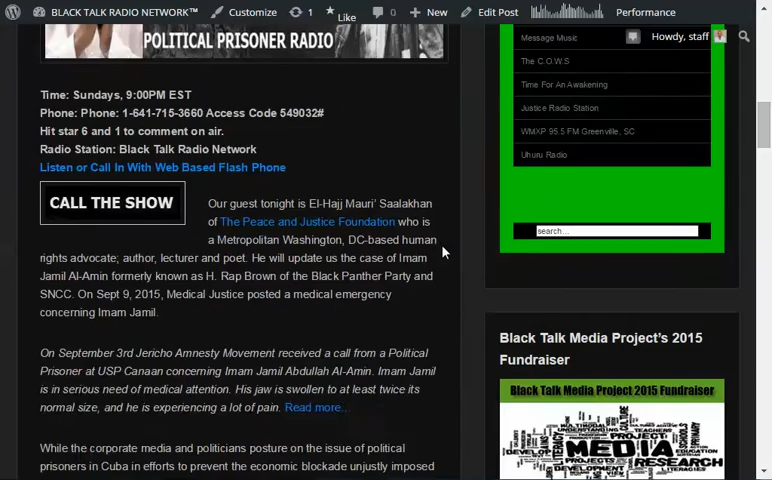 BLACK TALK RADIO NETWORK™
Customize
1
Like
0
New
Edit Post
Performance
Howdy, staff
POLITICAL PRISONER RADIO
Time: Sundays, 9:00PM EST
Phone: Phone: 1-641-715-3660 Access Code 549032#
Hit star 6 and 1 to comment on air.
Radio Station: Black Talk Radio Network
Listen or Call In With Web Based Flash Phone
CALL THE SHOW
Our guest tonight is El-Hajj Mauri’ Saalakhan
of The Peace and Justice Foundation who is
a Metropolitan Washington, DC-based human
rights advocate; author, lecturer and poet. He will update us the case of Imam
Jamil Al-Amin formerly known as H. Rap Brown of the Black Panther Party and
SNCC. On Sept 9, 2015, Medical Justice posted a medical emergency
concerning Imam Jamil.
On September 3rd Jericho Amnesty Movement received a call from a Political
Prisoner at USP Canaan concerning Imam Jamil Abdullah Al-Amin. Imam Jamil
is in serious need of medical attention. His jaw is swollen to at least twice its
normal size, and he is experiencing a lot of pain. Read more...
While the corporate media and politicians posture on the issue of political
prisoners in Cuba in efforts to prevent the economic blockade unjustly imposed
Message Music
The C.O.W.S
Time For An Awakening
Justice Radio Station
WMXP 95.5 FM Greenville, SC
Uhuru Radio
search...
Black Talk Media Project’s 2015
Fundraiser
Black Talk Media Project 2015 Fundraiser
MEDIA
PROJECT
RESEARCH
DEVELOPMENT